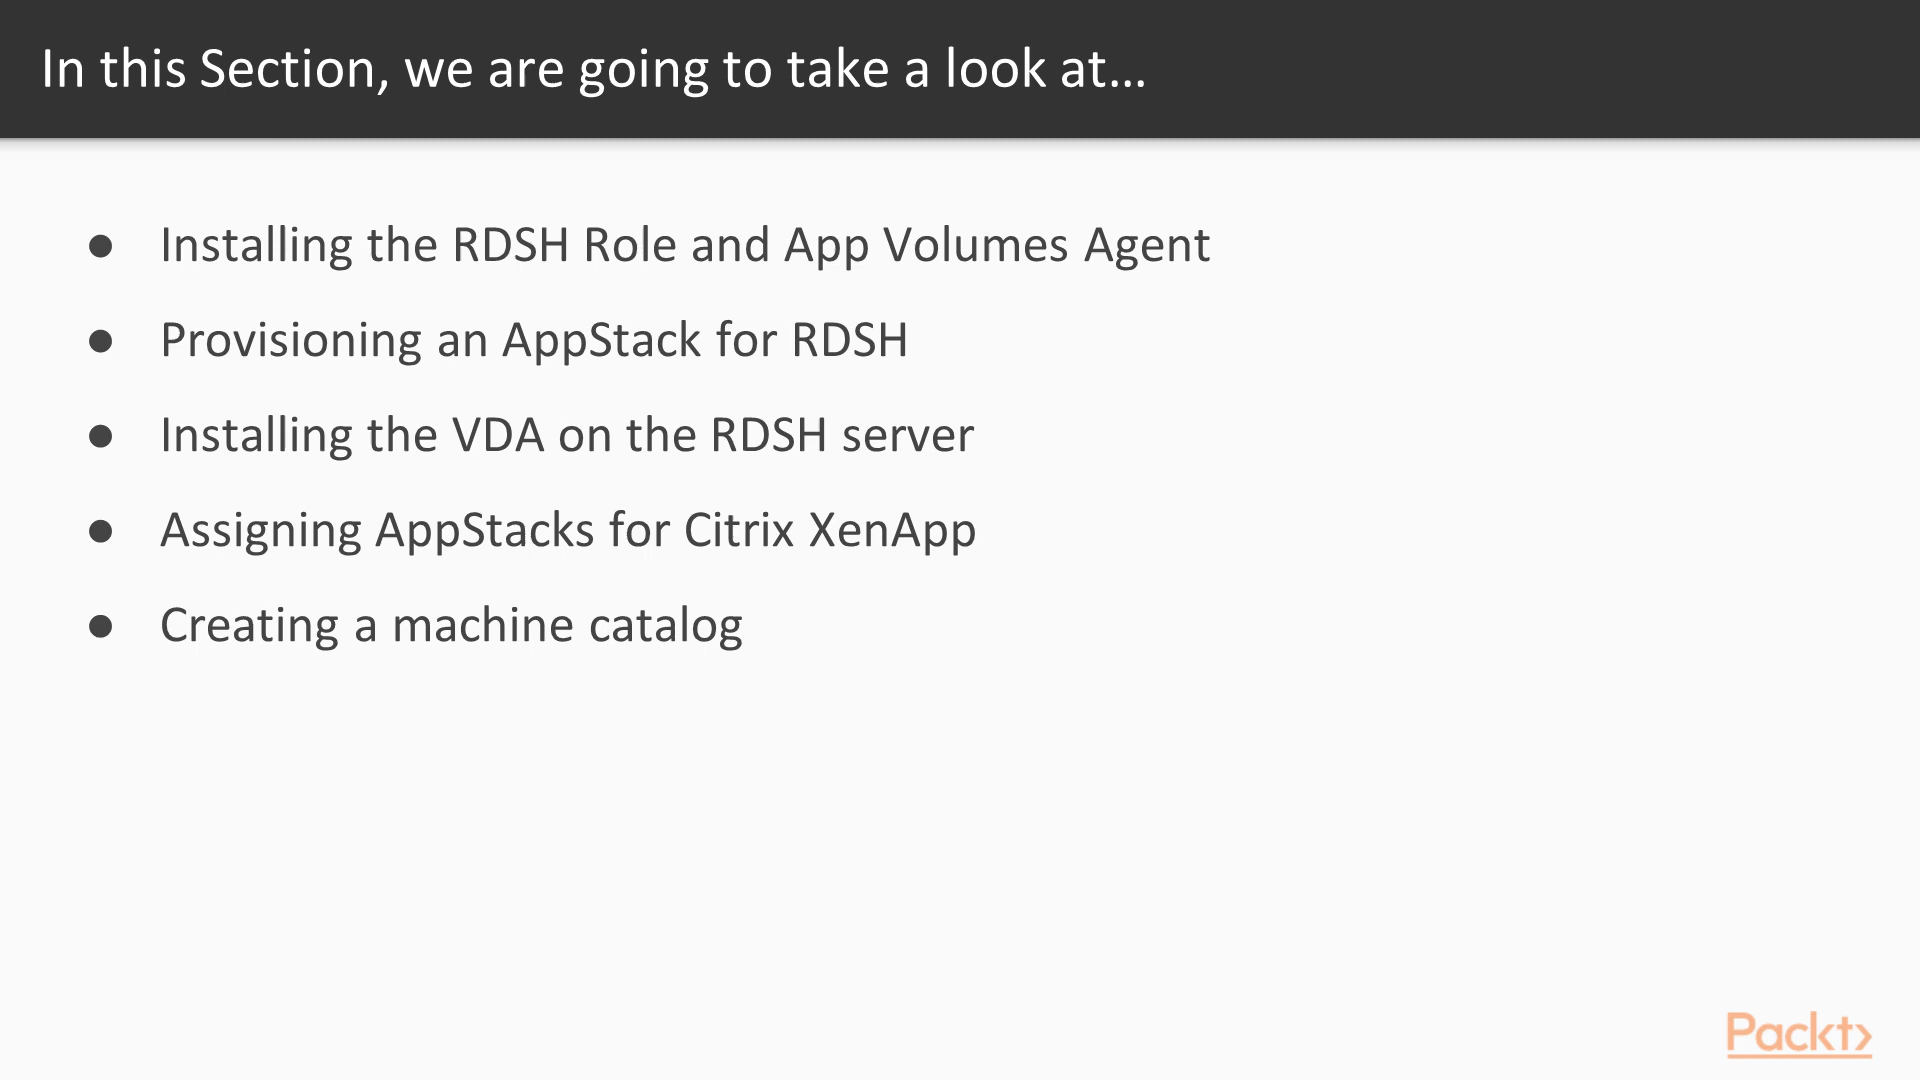 In this Section, we are going to take a look at...
● Installing the RDSH Role and App Volumes Agent
● Provisioning an AppStack for RDSH
● Installing the VDA on the RDSH server
● Assigning AppStacks for Citrix XenApp
● Creating a machine catalog
Packt>